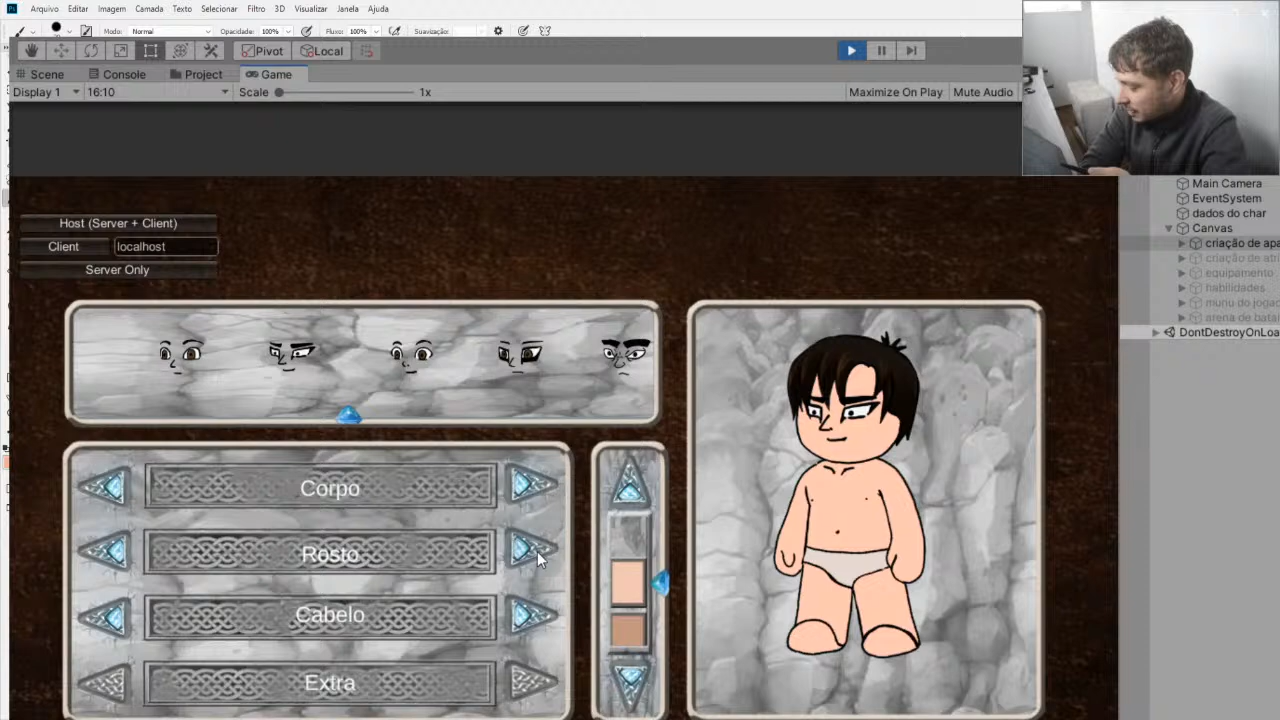 Arquivo Editar Imagem Camada Texto Selecionar Filtro 3D Visualizar Janela Ajuda
Modo: Normal Opacidade: 100% Fluxo: 100% Suavização:
Pivot Local
Scene Console Project Game
Display 1 16:10 Scale 1x Maximize On Play Mute Audio
Main Camera
EventSystem
dados do char
Canvas
criação de apa
criação de atri
equipamento
habilidades
munu do joga
arena de bata
DontDestroyOnLoa
Host (Server + Client)
Client localhost
Server Only
Corpo
Rosto
Cabelo
Extra